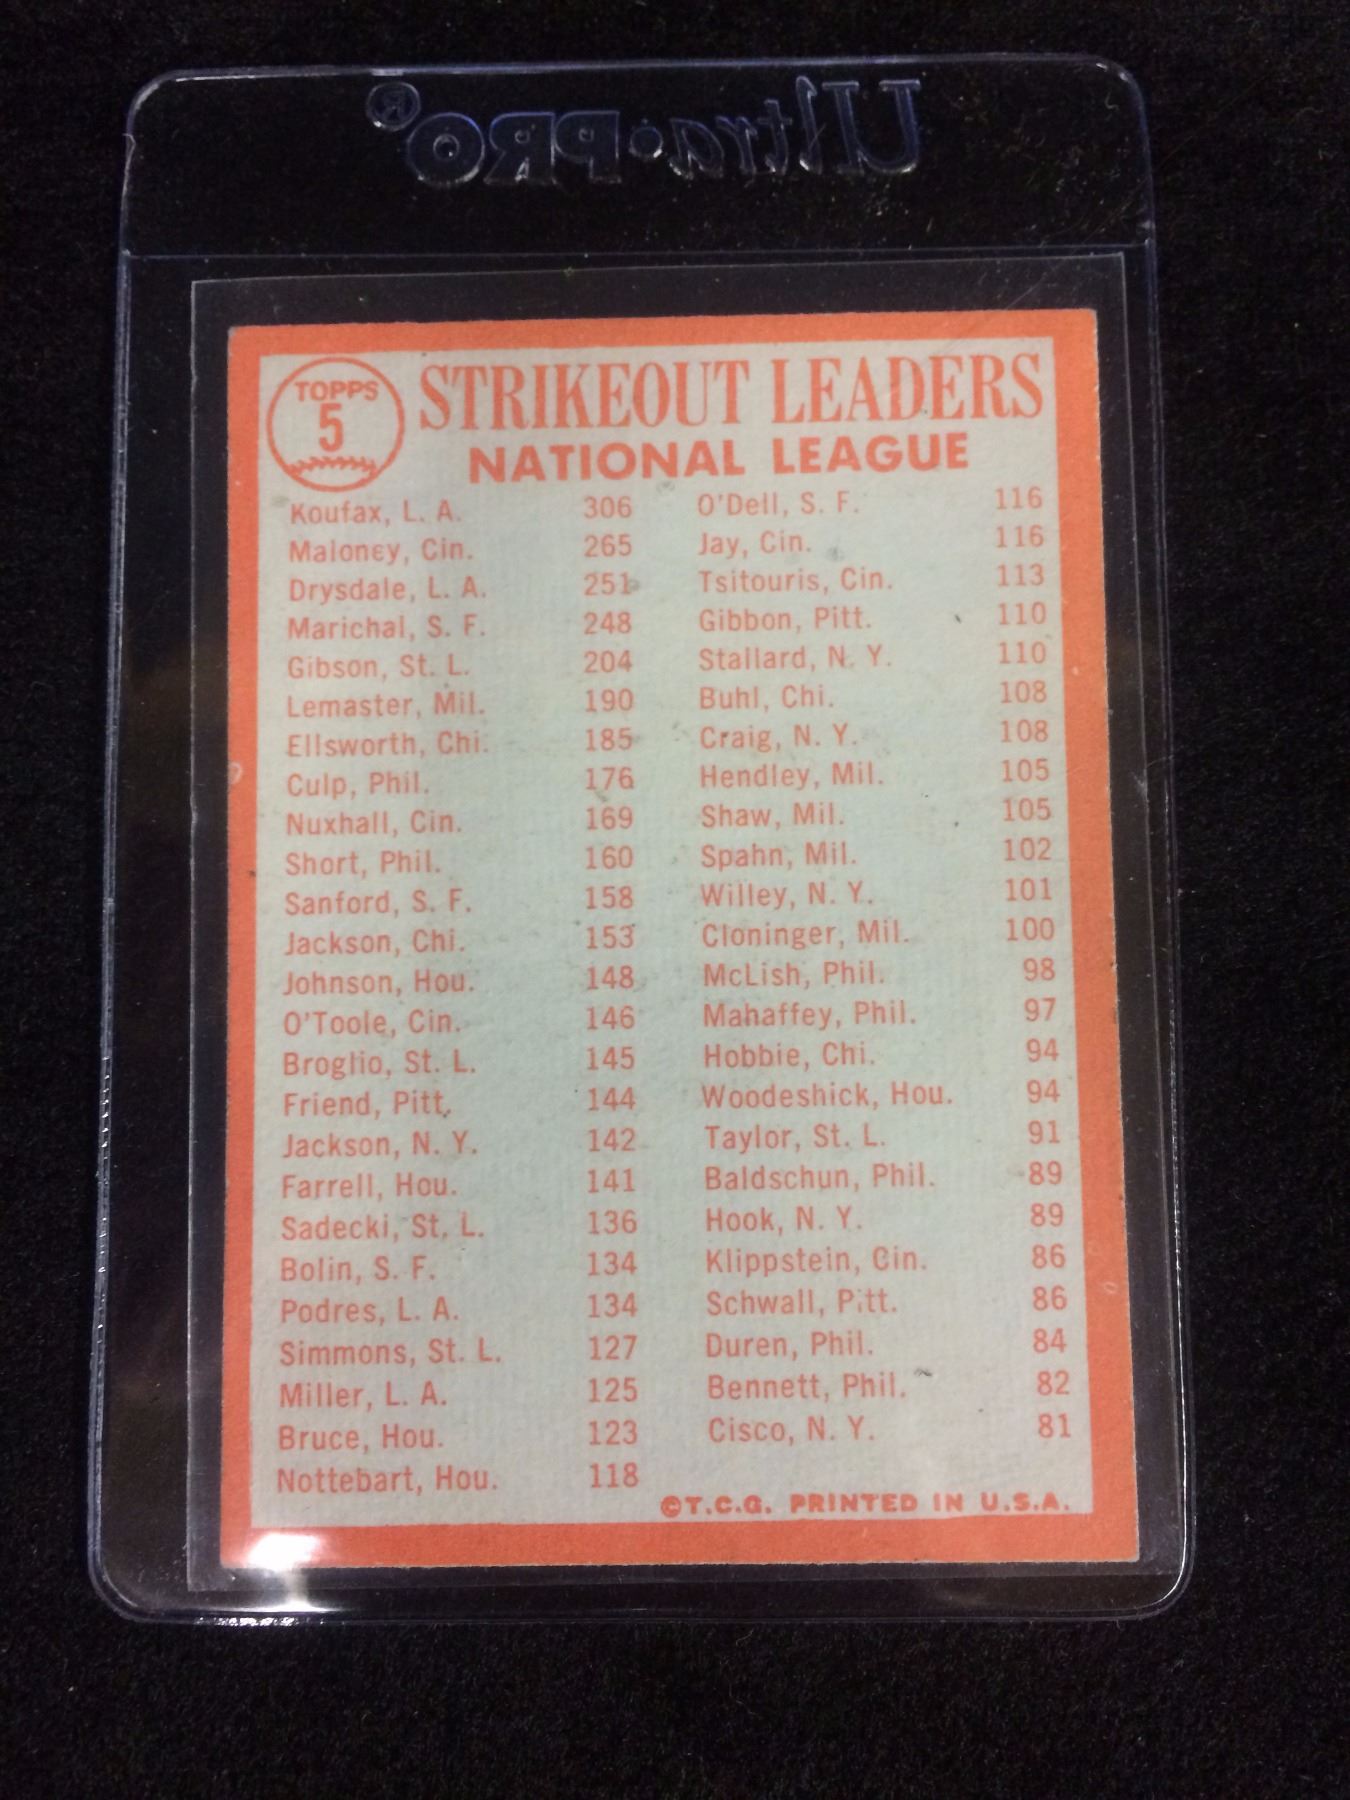 Ultra•PRO®
TOPPS
5
STRIKEOUT LEADERS
NATIONAL LEAGUE
Koufax, L. A. 306
Maloney, Cin. 265
Drysdale, L. A. 251
Marichal, S. F. 248
Gibson, St. L. 204
Lemaster, Mil. 190
Ellsworth, Chi. 185
Culp, Phil. 176
Nuxhall, Cin. 169
Short, Phil. 160
Sanford, S. F. 158
Jackson, Chi. 153
Johnson, Hou. 148
O'Toole, Cin. 146
Broglio, St. L. 145
Friend, Pitt. 144
Jackson, N. Y. 142
Farrell, Hou. 141
Sadecki, St. L. 136
Bolin, S. F. 134
Podres, L. A. 134
Simmons, St. L. 127
Miller, L. A. 125
Bruce, Hou. 123
Nottebart, Hou. 118
O'Dell, S. F. 116
Jay, Cin. 116
Tsitouris, Cin. 113
Gibbon, Pitt. 110
Stallard, N. Y. 110
Buhl, Chi. 108
Craig, N. Y. 108
Hendley, Mil. 105
Shaw, Mil. 105
Spahn, Mil. 102
Willey, N. Y. 101
Cloninger, Mil. 100
McLish, Phil. 98
Mahaffey, Phil. 97
Hobbie, Chi. 94
Woodeshick, Hou. 94
Taylor, St. L. 91
Baldschun, Phil. 89
Hook, N. Y. 89
Klippstein, Cin. 86
Schwall, Pitt. 86
Duren, Phil. 84
Bennett, Phil. 82
Cisco, N. Y. 81
©T.C.G. PRINTED IN U.S.A.